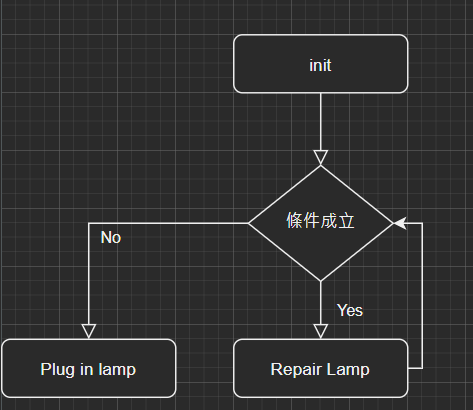 init
條件成立
No
Yes
Plug in lamp
Repair Lamp